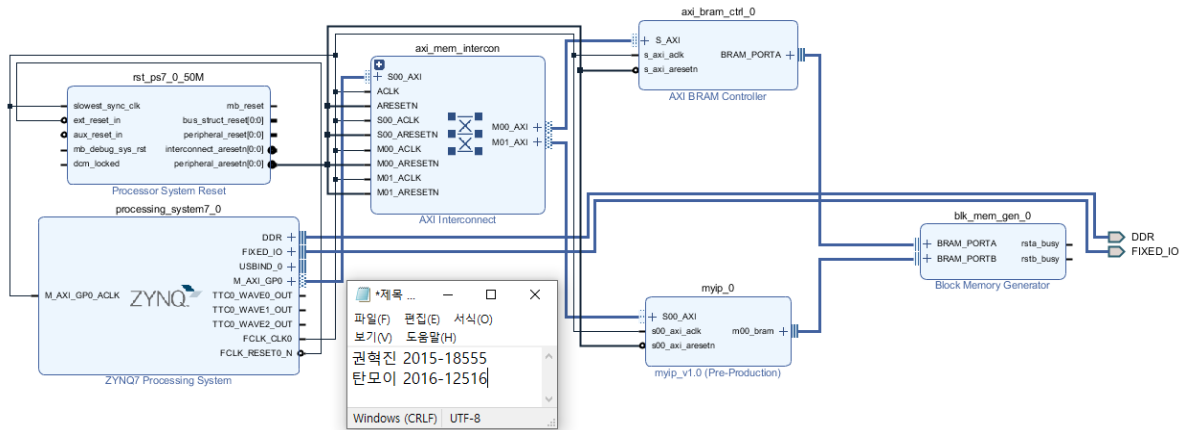 axi_bram_ctrl_0
S_AXI
s_axi_aclk
s_axi_aresetn
BRAM_PORTA
AXI BRAM Controller
axi_mem_intercon
S00_AXI
ACLK
ARESETN
S00_ACLK
S00_ARESETN
M00_ACLK
M00_ARESETN
M01_ACLK
M01_ARESETN
M00_AXI
M01_AXI
AXI Interconnect
rst_ps7_0_50M
slowest_sync_clk
ext_reset_in
aux_reset_in
mb_debug_sys_rst
dcm_locked
mb_reset
bus_struct_reset[0:0]
peripheral_reset[0:0]
interconnect_aresetn[0:0]
peripheral_aresetn[0:0]
Processor System Reset
processing_system7_0
M_AXI_GP0_ACLK
ZYNQ
DDR
FIXED_IO
USBIND_0
M_AXI_GP0
TTC0_WAVE0_OUT
TTC0_WAVE1_OUT
TTC0_WAVE2_OUT
FCLK_CLK0
FCLK_RESET0_N
ZYNQ7 Processing System
blk_mem_gen_0
BRAM_PORTA
BRAM_PORTB
rsta_busy
rstb_busy
Block Memory Generator
DDR
FIXED_IO
myip_0
S00_AXI
s00_axi_aclk
s00_axi_aresetn
m00_bram
myip_v1.0 (Pre-Production)
*제목 ...
파일(F) 편집(E) 서식(O)
보기(V) 도움말(H)
권혁진 2015-18555
탄모이 2016-12516
Windows (CRLF) UTF-8